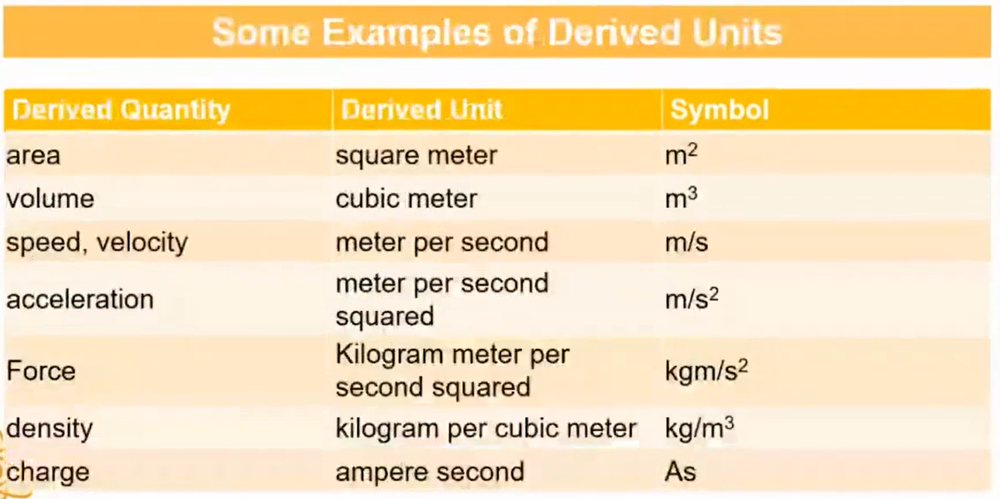 Some Examples of Derived Units
Derived Quantity Derived Unit Symbol
area square meter m²
volume cubic meter m³
speed, velocity meter per second m/s
acceleration meter per second squared m/s²
Force Kilogram meter per second squared kgm/s²
density kilogram per cubic meter kg/m³
charge ampere second As